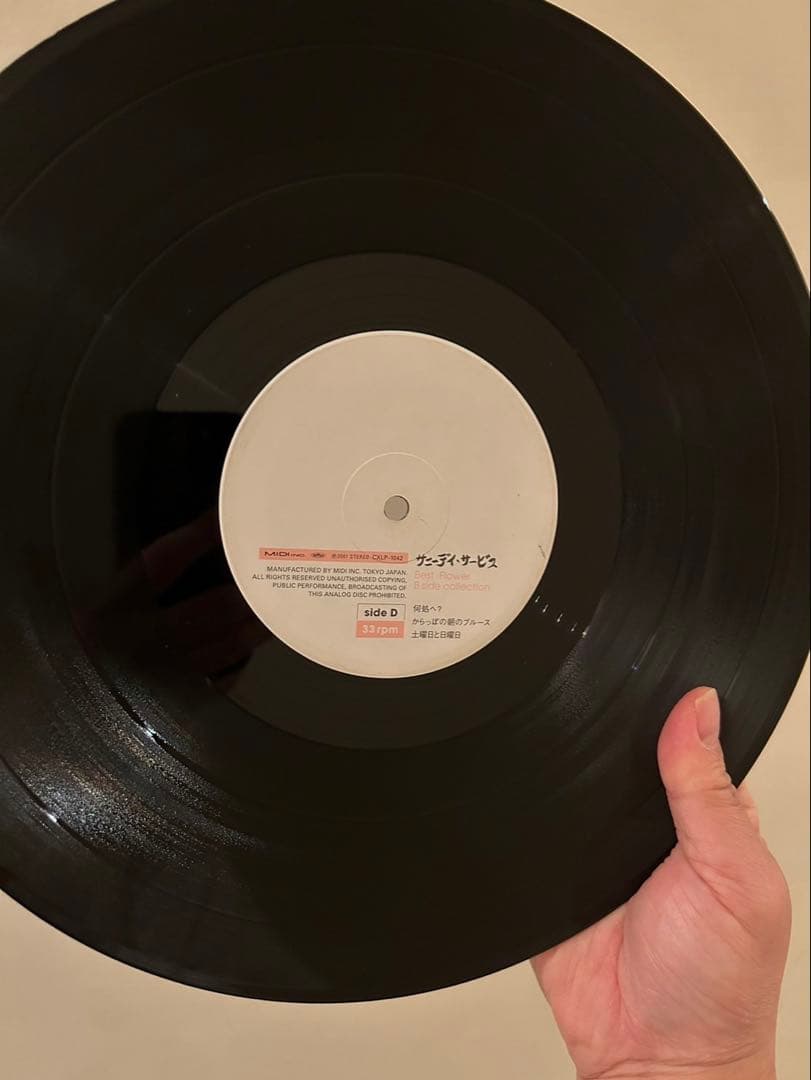 MIDI INC. ℗2001 STEREO CXLP-1042
サニーデイ・サービス
Best Flower
B side collection
MANUFACTURED BY MIDI INC. TOKYO JAPAN.
ALL RIGHTS RESERVED UNAUTHORISED COPYING,
PUBLIC PERFORMANCE, BROADCASTING OF
THIS ANALOG DISC PROHIBITED.
side D
33 rpm
何処へ?
からっぽの朝のブルース
土曜日と日曜日